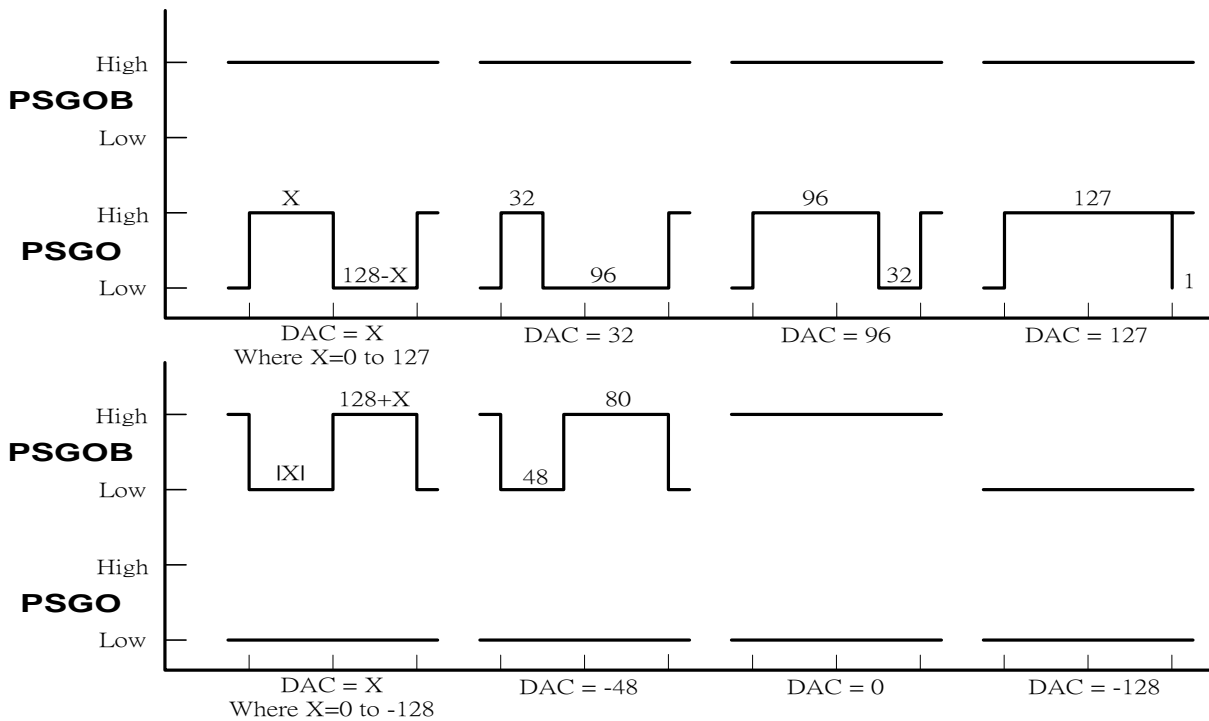 High
PSGOB
Low
X 32 96 127
High
PSGO
128-X 96 32 1
Low
DAC = X DAC = 32 DAC = 96 DAC = 127
Where X=0 to 127
128+X 80
High
PSGOB
|X| 48
Low
High
PSGO
Low
DAC = X DAC = -48 DAC = 0 DAC = -128
Where X=0 to -128